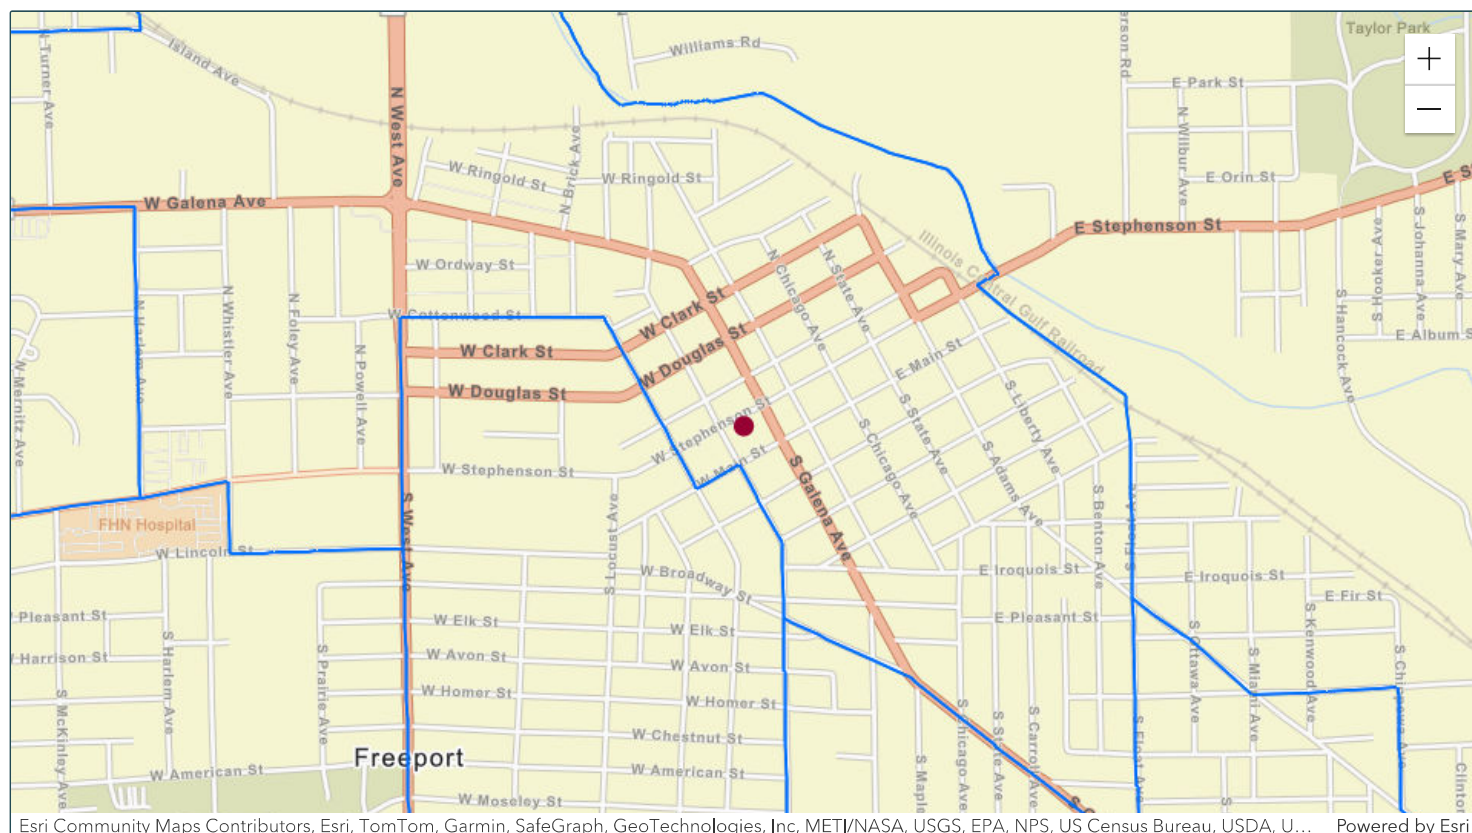 Taylor Park
Williams Rd
Island Ave
N Turner Ave
erson Rd
E Park St
N West Ave
N Wilbur Ave
N Brick Ave
W Ringold St
W Ringold St
E Orin St
W Galena Ave
E Stephenson St
S Hooker Ave
S Johanna Ave
S Mary Ave
Illinois Central Gulf Railroad
W Ordway St
N Chicago Ave
N State Ave
N Harlem Ave
N Whistler Ave
N Foley Ave
W Cottonwood St
W Clark St
W Clark St
W Douglas St
W Douglas St
S Hancock Ave
E Album S
N Powell Ave
N Mernitz Ave
E Main St
S Liberty Ave
W Stephenson St
W Main St
S State Ave
S Chicago Ave
S Adams Ave
W Stephenson St
S Galena Ave
S West Ave
S Locust Ave
S Benton Ave
S Float Ave
FHN Hospital
W Lincoln St
W Broadway St
E Iroquois St
E Iroquois St
E Fir St
Pleasant St
W Elk St
W Elk St
E Pleasant St
S Harlem Ave
S Prairie Ave
Harrison St
W Avon St
W Avon St
S Ottawa Ave
S Miami Ave
S Kenwood Ave
S Chippewa Ave
S McKinley Ave
W Homer St
W Homer St
S Chicago Ave
S State Ave
S Carroll Ave
S Float Ave
W Chestnut St
Freeport
W American St
W American St
S Maple
Clinto
W Moseley St
S
Esri Community Maps Contributors, Esri, TomTom, Garmin, SafeGraph, GeoTechnologies, Inc, METI/NASA, USGS, EPA, NPS, US Census Bureau, USDA, U...
Powered by Esri